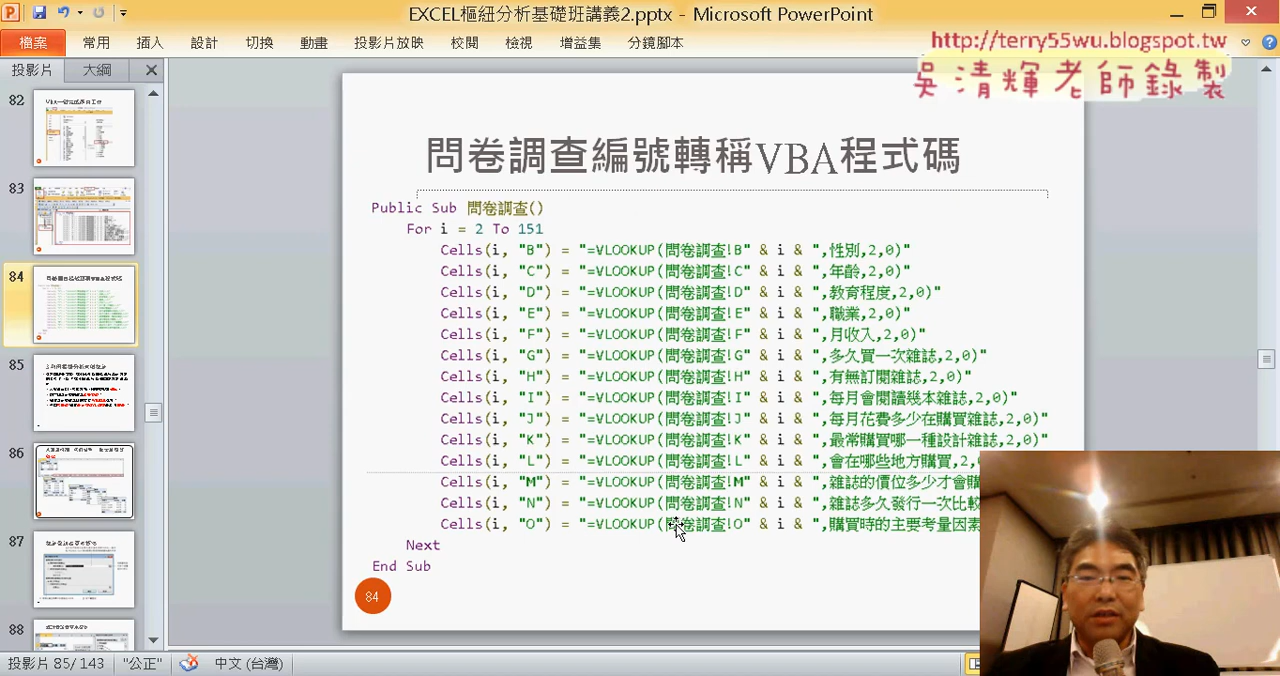 EXCEL樞紐分析基礎班講義2.pptx - Microsoft PowerPoint
檔案 常用 插入 設計 切換 動畫 投影片放映 校閱 檢視 增益集 分鏡腳本
http://terry55wu.blogspot.tw
吳清輝老師錄製
投影片 大綱
82
83
84
85
86
87
88
問卷調查編號轉稱VBA程式碼
Public Sub 問卷調查()
For i = 2 To 151
Cells(i, "B") = "=VLOOKUP(問卷調查!B" & i & ",性別,2,0)"
Cells(i, "C") = "=VLOOKUP(問卷調查!C" & i & ",年齡,2,0)"
Cells(i, "D") = "=VLOOKUP(問卷調查!D" & i & ",教育程度,2,0)"
Cells(i, "E") = "=VLOOKUP(問卷調查!E" & i & ",職業,2,0)"
Cells(i, "F") = "=VLOOKUP(問卷調查!F" & i & ",月收入,2,0)"
Cells(i, "G") = "=VLOOKUP(問卷調查!G" & i & ",多久買一次雜誌,2,0)"
Cells(i, "H") = "=VLOOKUP(問卷調查!H" & i & ",有無訂閱雜誌,2,0)"
Cells(i, "I") = "=VLOOKUP(問卷調查!I" & i & ",每月會閱讀幾本雜誌,2,0)"
Cells(i, "J") = "=VLOOKUP(問卷調查!J" & i & ",每月花費多少在購買雜誌,2,0)"
Cells(i, "K") = "=VLOOKUP(問卷調查!K" & i & ",最常購買哪一種設計雜誌,2,0)"
Cells(i, "L") = "=VLOOKUP(問卷調查!L" & i & ",會在哪些地方購買,2,
Cells(i, "M") = "=VLOOKUP(問卷調查!M" & i & ",雜誌的價位多少才會購
Cells(i, "N") = "=VLOOKUP(問卷調查!N" & i & ",雜誌多久發行一次比較
Cells(i, "O") = "=VLOOKUP(問卷調查!O" & i & ",購買時的主要考量因素
Next
End Sub
84
投影片 85/ 143 "公正" 中文 (台灣)